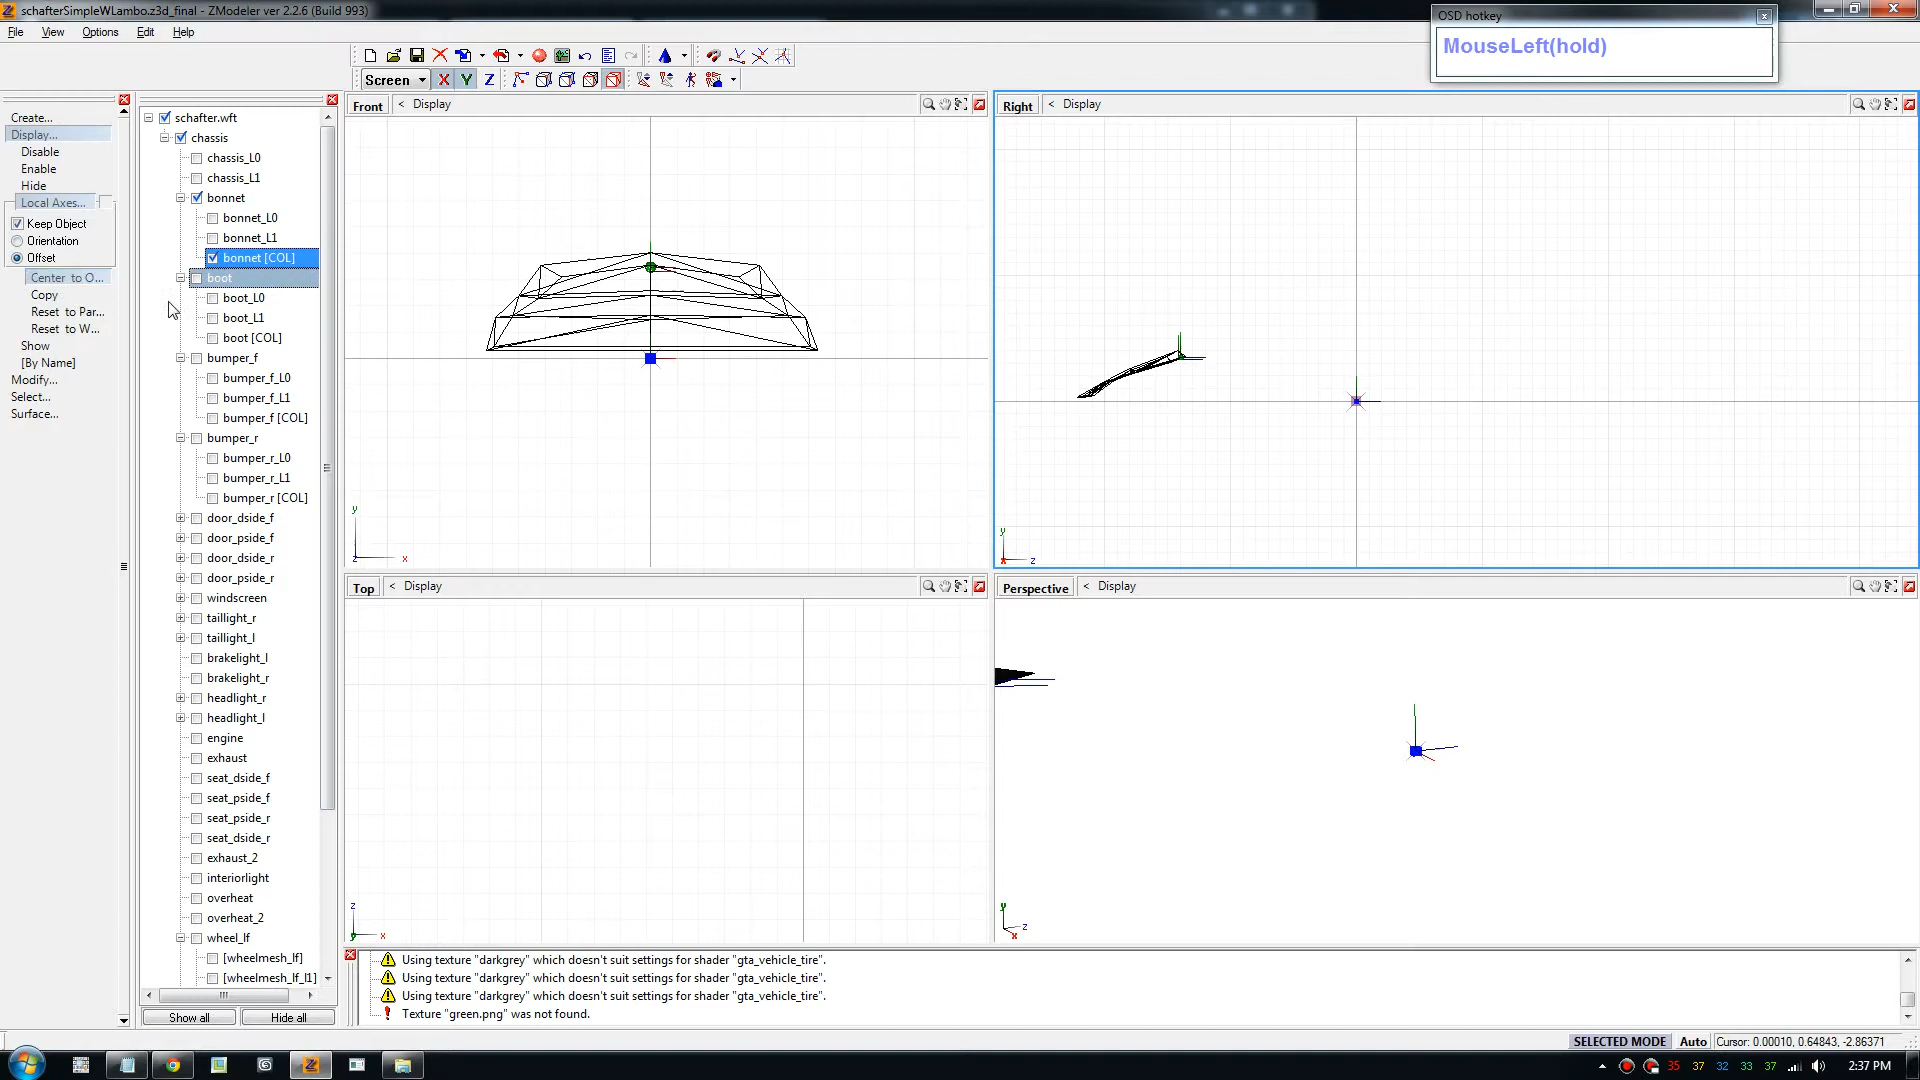 schafterSimpleWLambo.z3d_final - ZModeler ver 2.2.6 (Build 993)
OSD hotkey
MouseLeft(hold)
File View Options Edit Help
Screen X Y Z
Create...
Display...
Disable
Enable
Hide
Local Axes...
Keep Object
Orientation
Offset
Center to O...
Copy
Reset to Par...
Reset to W...
Show
[By Name]
Modify...
Select...
Surface...
schafter.wft
chassis
chassis_L0
chassis_L1
bonnet
bonnet_L0
bonnet_L1
bonnet [COL]
boot
boot_L0
boot_L1
boot [COL]
bumper_f
bumper_f_L0
bumper_f_L1
bumper_f [COL]
bumper_r
bumper_r_L0
bumper_r_L1
bumper_r [COL]
door_dside_f
door_pside_f
door_dside_r
door_pside_r
windscreen
taillight_r
taillight_l
brakelight_l
brakelight_r
headlight_r
headlight_l
engine
exhaust
seat_dside_f
seat_pside_f
seat_pside_r
seat_dside_r
exhaust_2
interiorlight
overheat
overheat_2
wheel_lf
[wheelmesh_lf]
[wheelmesh_lf_l1]
Show all Hide all
Front < Display
y
z x
Right < Display
y
x z
Top < Display
z
y x
Perspective < Display
y
z
x
Using texture "darkgrey" which doesn't suit settings for shader "gta_vehicle_tire".
Using texture "darkgrey" which doesn't suit settings for shader "gta_vehicle_tire".
Using texture "darkgrey" which doesn't suit settings for shader "gta_vehicle_tire".
Texture "green.png" was not found.
SELECTED MODE Auto Cursor: 0.00010, 0.64843, -2.86371
35 37 32 33 37 2:37 PM